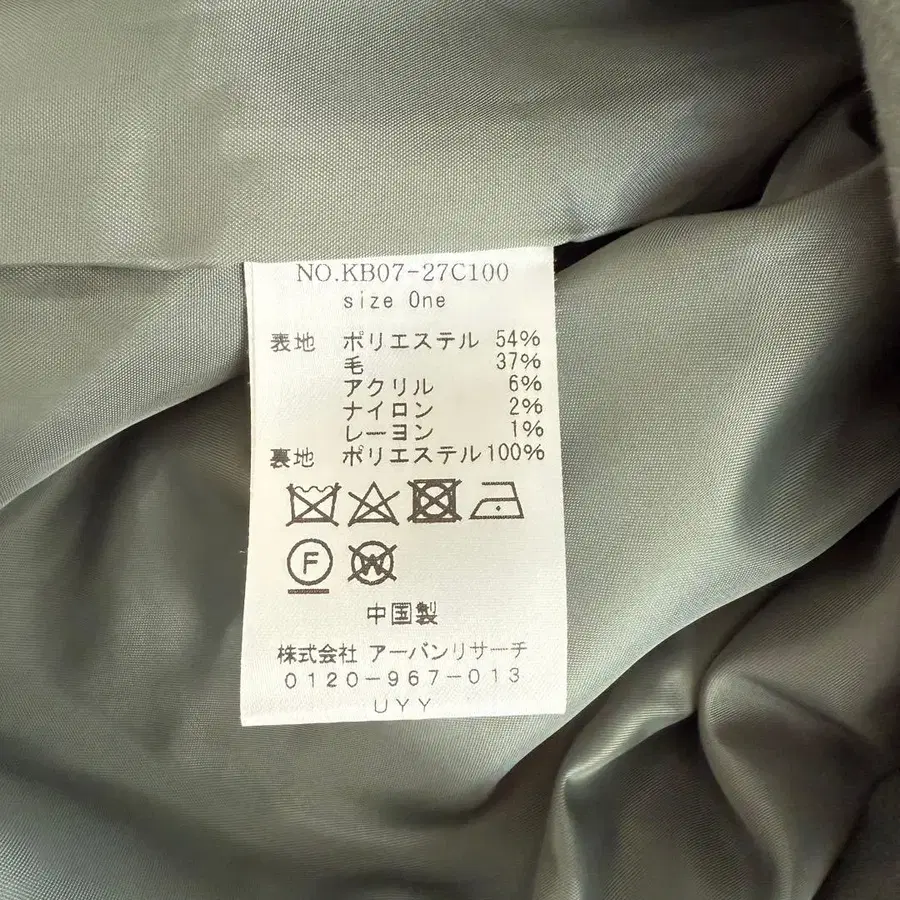 NO.KB07-27C100
size One
表地 ポリエステル 54%
毛 37%
アクリル 6%
ナイロン 2%
レーヨン 1%
裏地 ポリエステル 100%
F W
中国製
株式会社 アーバンリサーチ
0120-967-013
UYY